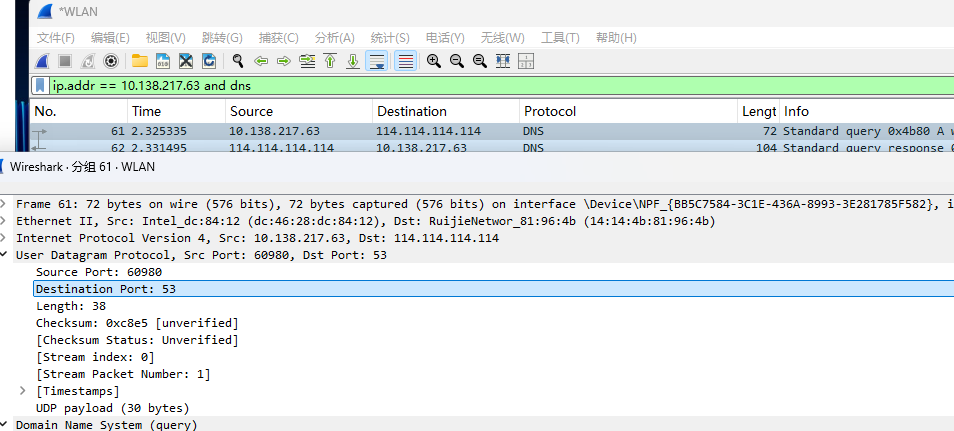 *WLAN
文件(F) 编辑(E) 视图(V) 跳转(G) 捕获(C) 分析(A) 统计(S) 电话(Y) 无线(W) 工具(T) 帮助(H)
ip.addr == 10.138.217.63 and dns
No. Time Source Destination Protocol Lengt Info
61 2.325335 10.138.217.63 114.114.114.114 DNS 72 Standard query 0x4b80 A w
62 2.331495 114.114.114.114 10.138.217.63 DNS 104 Standard query response 0
Wireshark · 分组 61 · WLAN
Frame 61: 72 bytes on wire (576 bits), 72 bytes captured (576 bits) on interface \Device\NPF_{BB5C7584-3C1E-436A-8993-3E281785F582}, i
Ethernet II, Src: Intel_dc:84:12 (dc:46:28:dc:84:12), Dst: RuijieNetwor_81:96:4b (14:14:4b:81:96:4b)
Internet Protocol Version 4, Src: 10.138.217.63, Dst: 114.114.114.114
User Datagram Protocol, Src Port: 60980, Dst Port: 53
Source Port: 60980
Destination Port: 53
Length: 38
Checksum: 0xc8e5 [unverified]
[Checksum Status: Unverified]
[Stream index: 0]
[Stream Packet Number: 1]
[Timestamps]
UDP payload (30 bytes)
Domain Name System (query)